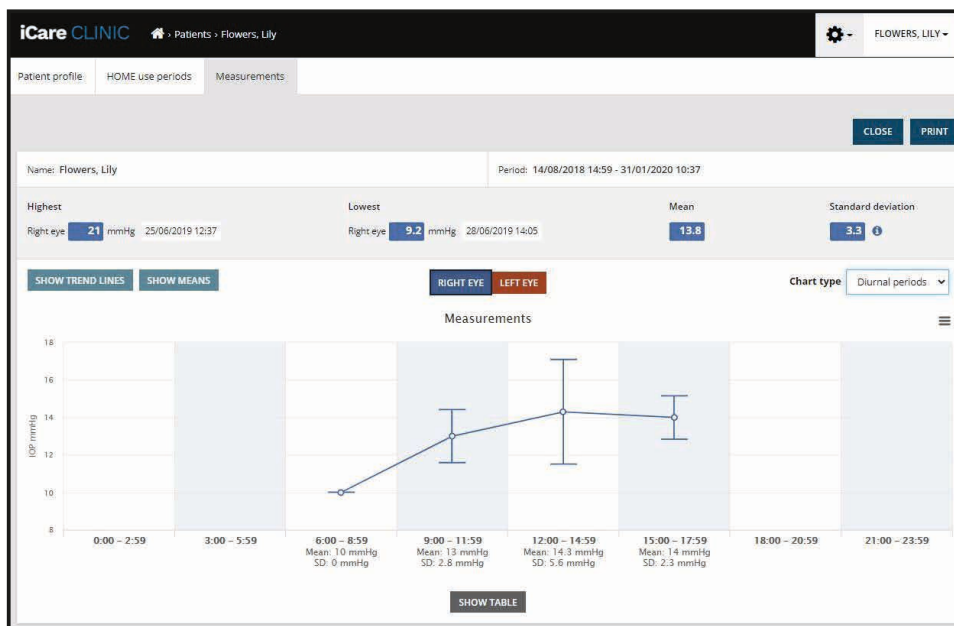 iCare CLINIC › Patients › Flowers, Lily FLOWERS, LILY
Patient profile HOME use periods Measurements
CLOSE PRINT
Name: Flowers, Lily Period: 14/08/2018 14:59 - 31/01/2020 10:37
Highest Lowest Mean Standard deviation
Right eye 21 mmHg 25/06/2019 12:37 Right eye 9.2 mmHg 28/06/2019 14:05 13.8 3.3
SHOW TREND LINES SHOW MEANS RIGHT EYE LEFT EYE Chart type Diurnal periods
Measurements
18
16
14
12
10
8
IOP mmHg
0:00 – 2:59 3:00 – 5:59 6:00 – 8:59 9:00 – 11:59 12:00 – 14:59 15:00 – 17:59 18:00 – 20:59 21:00 – 23:59
Mean: 10 mmHg Mean: 13 mmHg Mean: 14.3 mmHg Mean: 14 mmHg
SD: 0 mmHg SD: 2.8 mmHg SD: 5.6 mmHg SD: 2.3 mmHg
SHOW TABLE